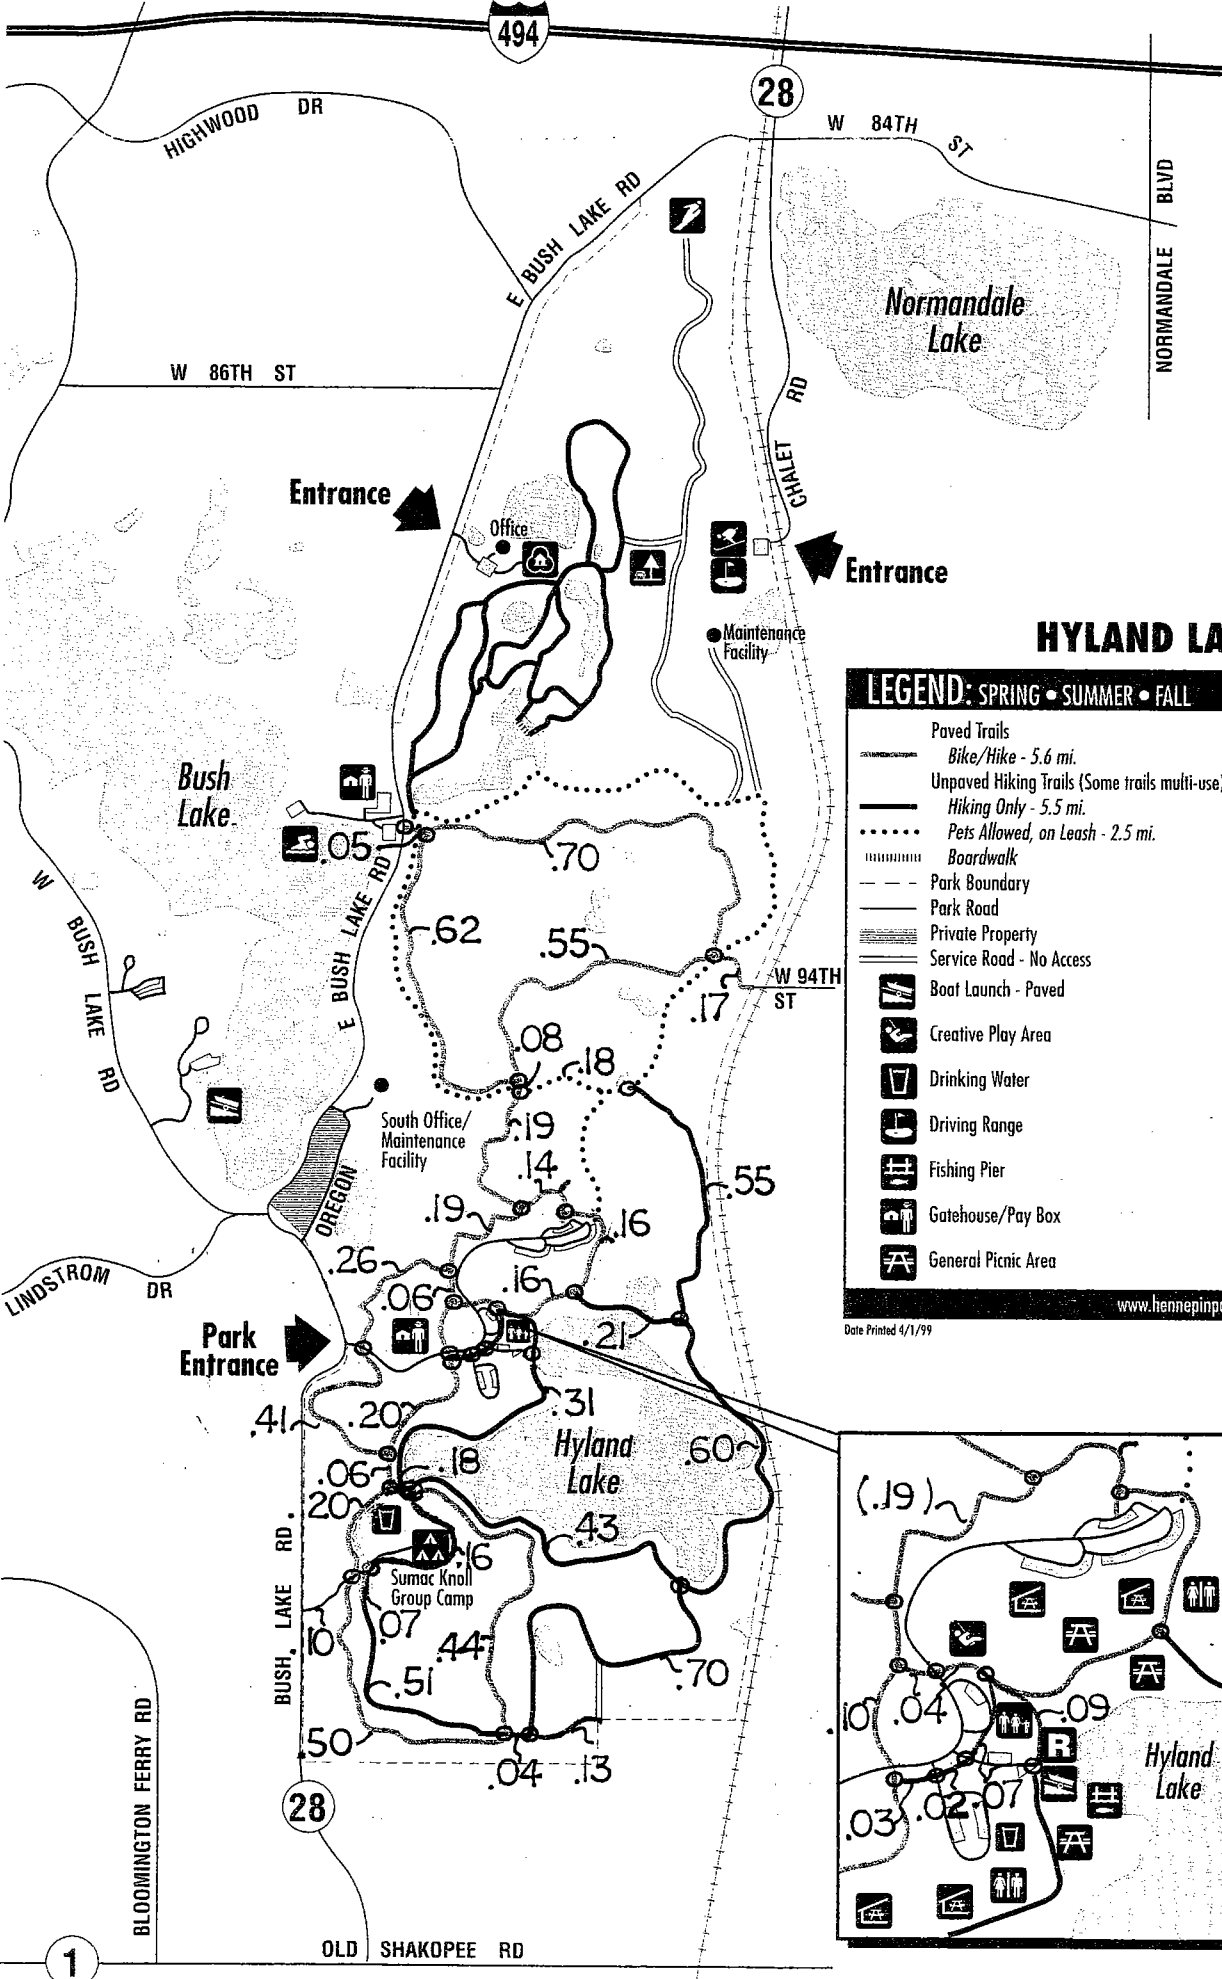 494
28
HIGHWOOD DR
W 84TH ST
NORMANDALE BLVD
E BUSH LAKE RD
Normandale
Lake
W 86TH ST
CHALET RD
Entrance
Office
Entrance
Maintenance
Facility
HYLAND LA
LEGEND: SPRING • SUMMER • FALL
Paved Trails
Bike/Hike - 5.6 mi.
Unpaved Hiking Trails (Some trails multi-use)
Hiking Only - 5.5 mi.
Pets Allowed, on Leash - 2.5 mi.
Boardwalk
Park Boundary
Park Road
Private Property
Service Road - No Access
Boat Launch - Paved
Creative Play Area
Drinking Water
Driving Range
Fishing Pier
Gatehouse/Pay Box
General Picnic Area
www.hennepinp
Date Printed 4/1/99
Bush
Lake
.05
.70
W BUSH LAKE RD
E BUSH LAKE RD
.62
.55
W 94TH
ST
.17
.08
.18
South Office/
Maintenance
Facility
.19
.14
.55
OREGON
.19
.16
.26
LINDSTROM DR
.16
.06
Park
Entrance
.21
.31
.41
.20
Hyland
Lake
.60
.06
.18
.20
.43
.16
Sumac Knoll
Group Camp
BUSH LAKE RD.
.07
.10
.44
.70
.51
.50
.04
.13
28
BLOOMINGTON FERRY RD
OLD SHAKOPEE RD
1
(.19)
.10
.04
.09
R
Hyland
Lake
.03
.02
.07